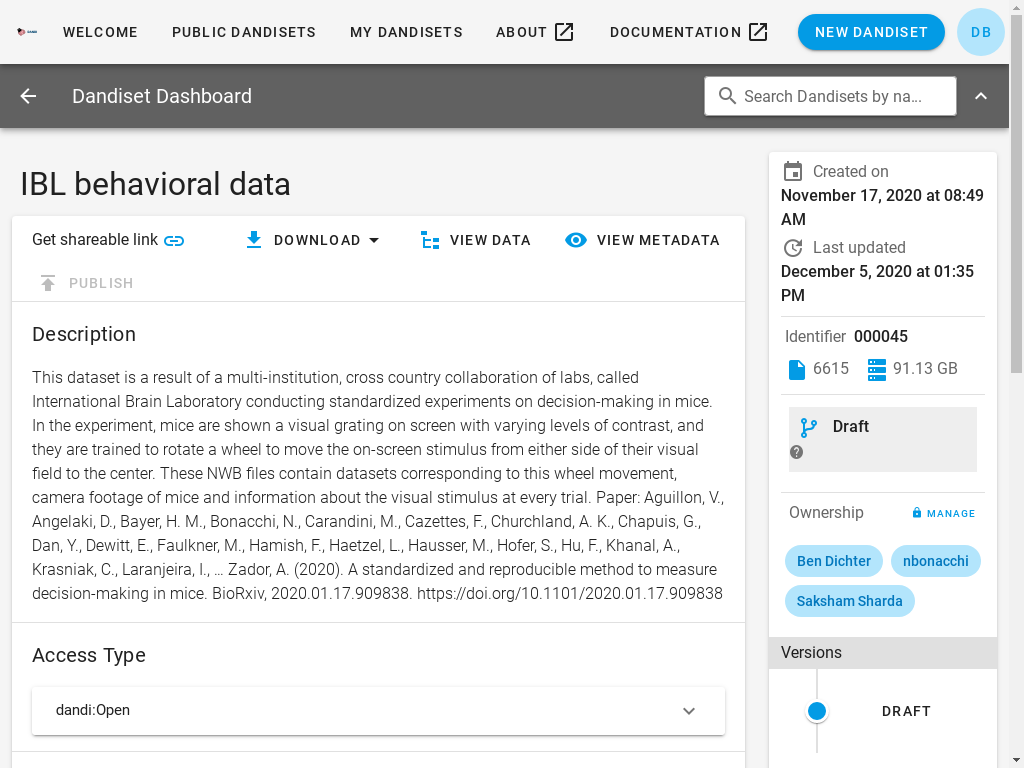 WELCOME
PUBLIC DANDISETS
MY DANDISETS
ABOUT
DOCUMENTATION
NEW DANDISET
DB
Dandiset Dashboard
Search Dandisets by na...
IBL behavioral data
Get shareable link
DOWNLOAD
VIEW DATA
VIEW METADATA
PUBLISH
Description
This dataset is a result of a multi-institution, cross country collaboration of labs, called
International Brain Laboratory conducting standardized experiments on decision-making in mice.
In the experiment, mice are shown a visual grating on screen with varying levels of contrast, and
they are trained to rotate a wheel to move the on-screen stimulus from either side of their visual
field to the center. These NWB files contain datasets corresponding to this wheel movement,
camera footage of mice and information about the visual stimulus at every trial. Paper: Aguillon, V.,
Angelaki, D., Bayer, H. M., Bonacchi, N., Carandini, M., Cazettes, F., Churchland, A. K., Chapuis, G.,
Dan, Y., Dewitt, E., Faulkner, M., Hamish, F., Haetzel, L., Hausser, M., Hofer, S., Hu, F., Khanal, A.,
Krasniak, C., Laranjeira, I., … Zador, A. (2020). A standardized and reproducible method to measure
decision-making in mice. BioRxiv, 2020.01.17.909838. https://doi.org/10.1101/2020.01.17.909838
Access Type
dandi:Open
Created on
November 17, 2020 at 08:49
AM
Last updated
December 5, 2020 at 01:35
PM
Identifier 000045
6615
91.13 GB
Draft
?
Ownership
MANAGE
Ben Dichter
nbonacchi
Saksham Sharda
Versions
DRAFT